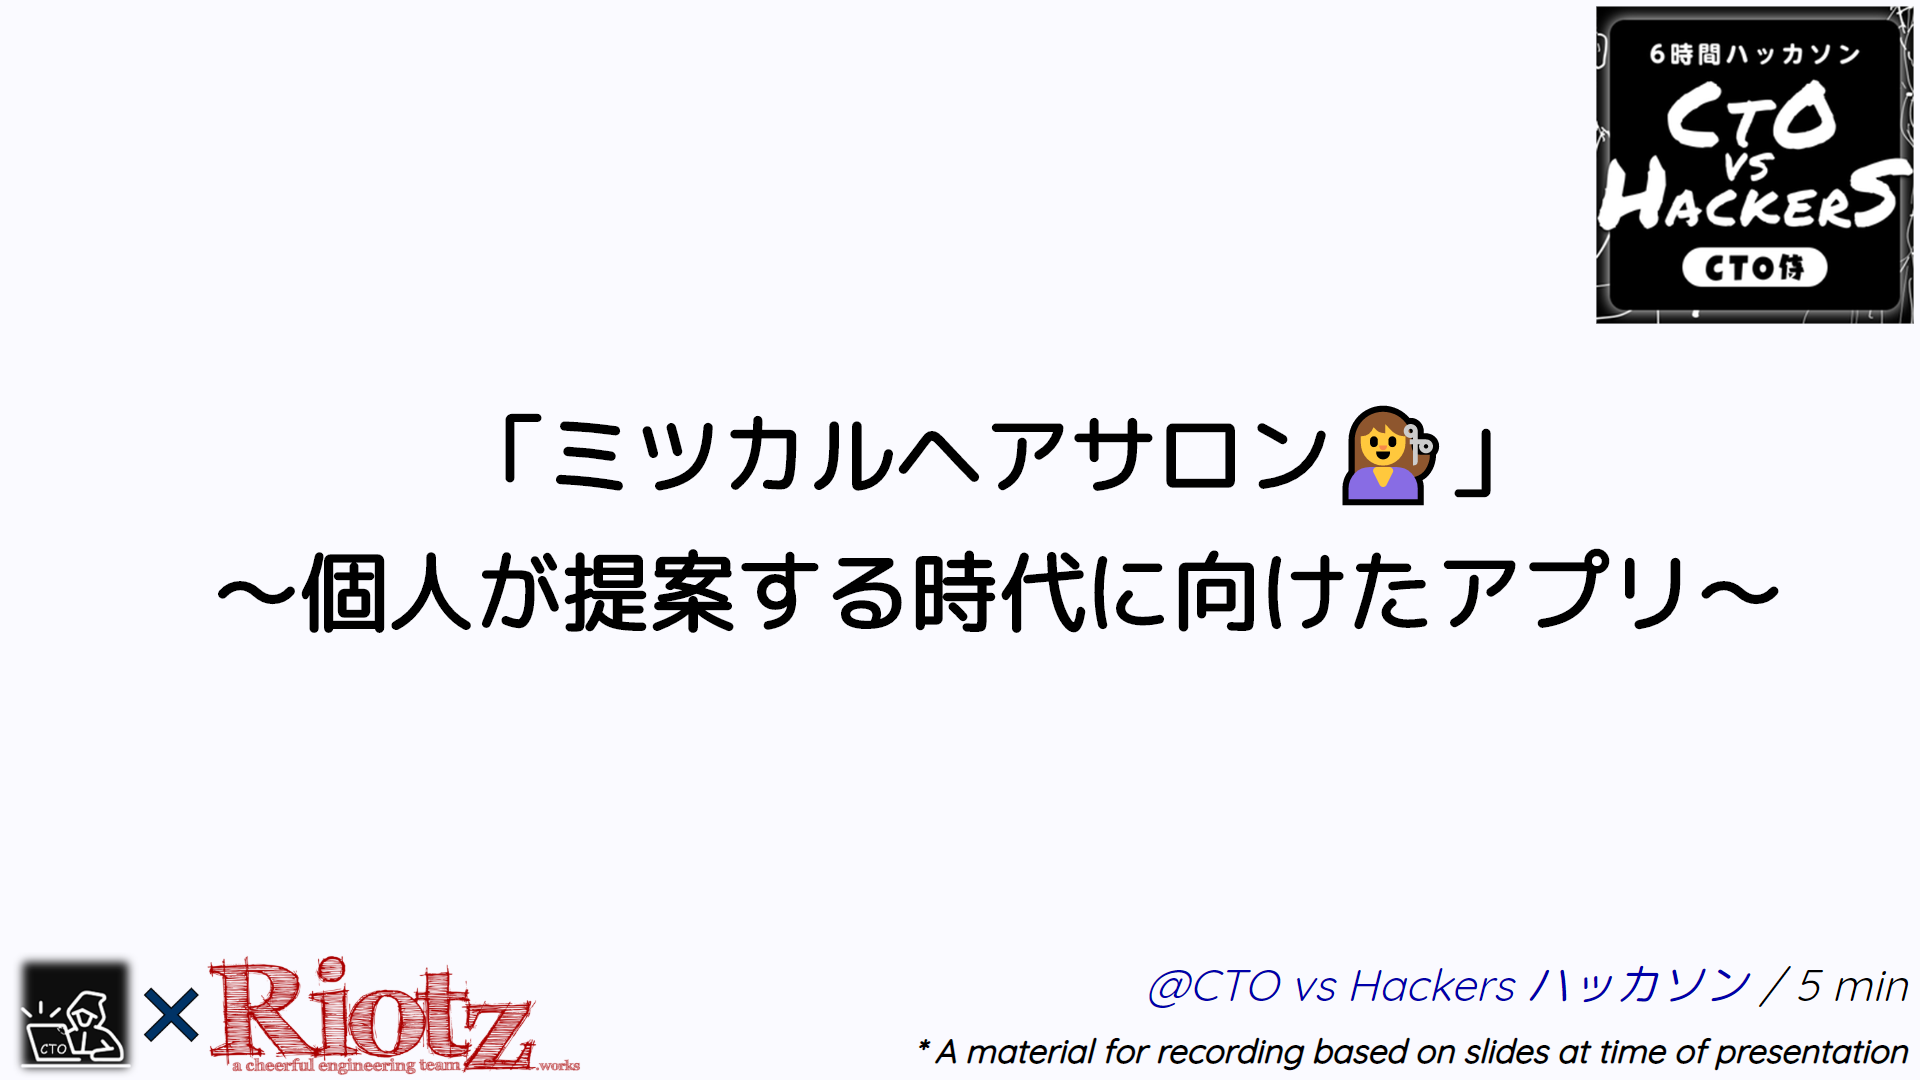 6時間ハッカソン
CTO
VS
HACKERS
CTO侍
「ミツカルヘアサロン💇‍♀️」
～個人が提案する時代に向けたアプリ～
CTO
Riotz
a cheerful engineering team .works
@CTO vs Hackers ハッカソン / 5 min
* A material for recording based on slides at time of presentation